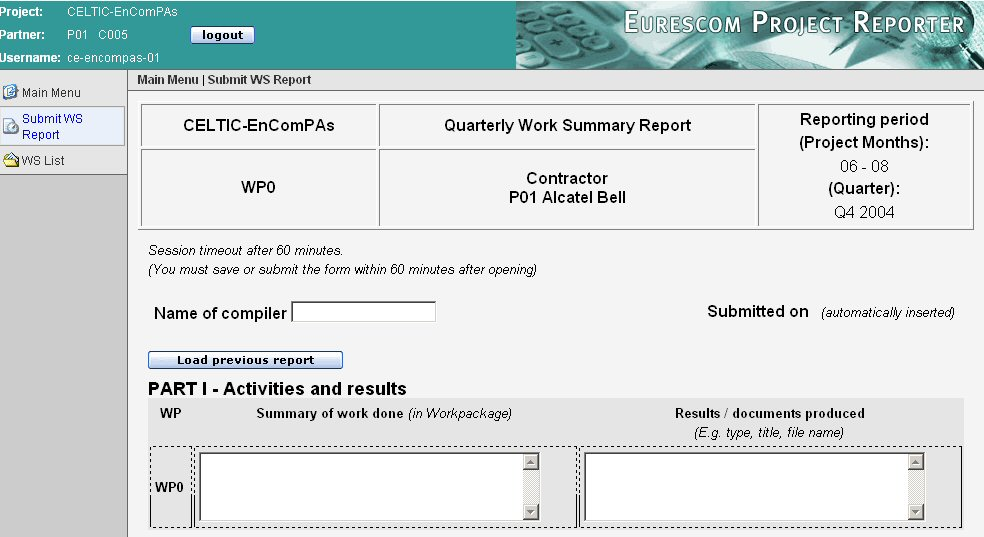 Project: CELTIC-EnComPAs
Partner: P01 C005 logout
Username: ce-encompas-01
EURESCOM PROJECT REPORTER
Main Menu
Submit WS
Report
WS List
Main Menu | Submit WS Report
CELTIC-EnComPAs
Quarterly Work Summary Report
Reporting period
(Project Months):
06 - 08
(Quarter):
Q4 2004
WP0
Contractor
P01 Alcatel Bell
Session timeout after 60 minutes.
(You must save or submit the form within 60 minutes after opening)
Name of compiler
Submitted on (automatically inserted)
Load previous report
PART I - Activities and results
WP
Summary of work done (in Workpackage)
Results / documents produced
(E.g. type, title, file name)
WP0